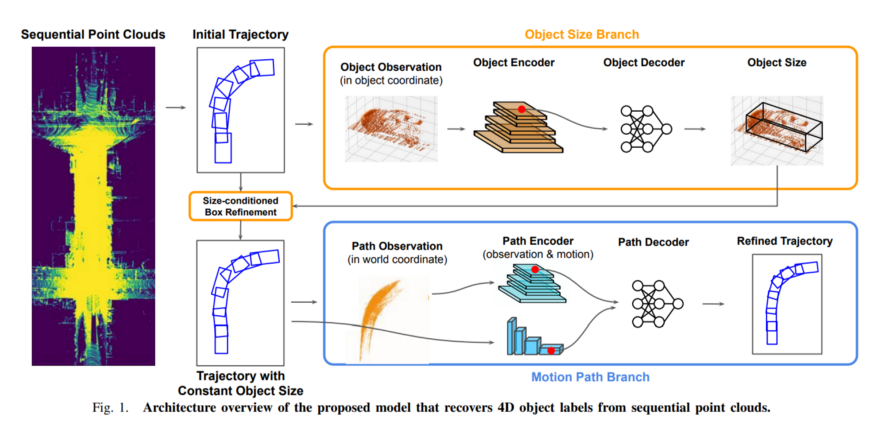 Sequential Point Clouds
Initial Trajectory
Object Size Branch
Object Observation
(in object coordinate)
Object Encoder
Object Decoder
Object Size
Size-conditioned
Box Refinement
Path Observation
(in world coordinate)
Path Encoder
(observation & motion)
Path Decoder
Refined Trajectory
Trajectory with
Constant Object Size
Motion Path Branch
Fig. 1. Architecture overview of the proposed model that recovers 4D object labels from sequential point clouds.